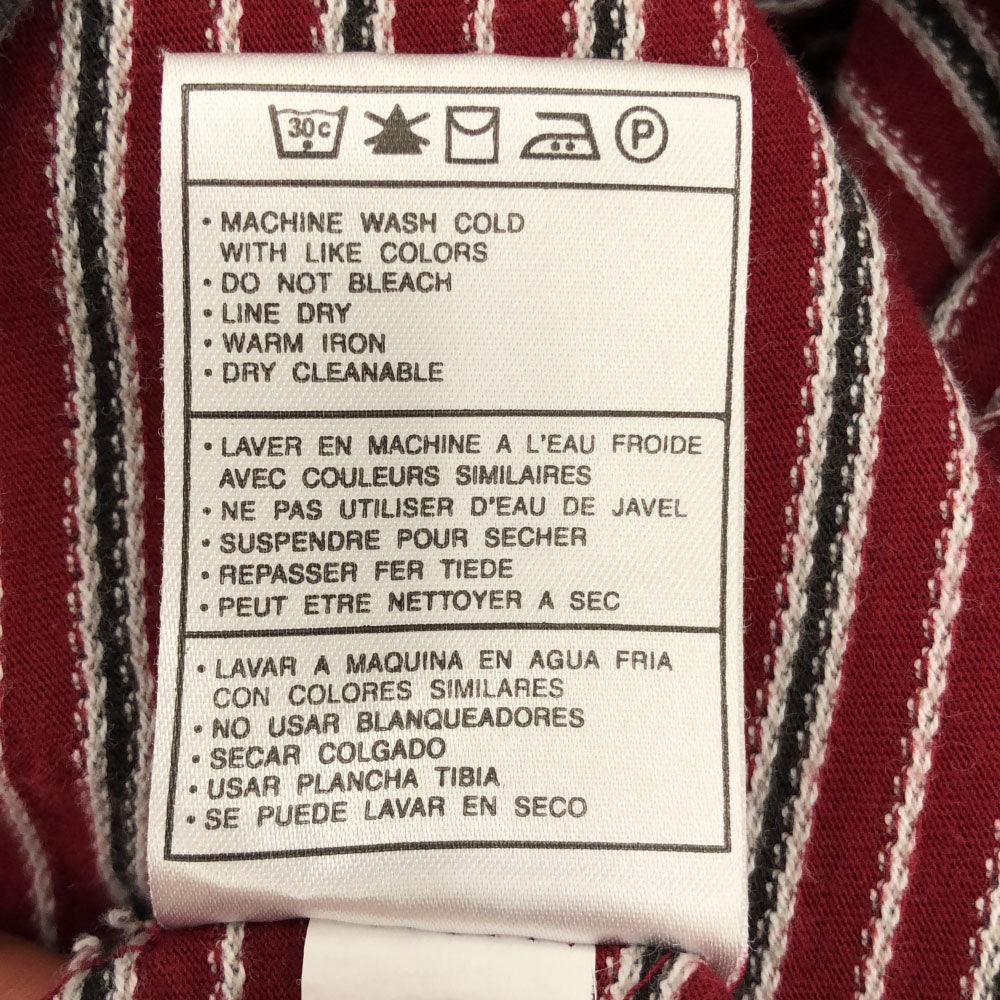 30c P
• MACHINE WASH COLD
WITH LIKE COLORS
• DO NOT BLEACH
• LINE DRY
• WARM IRON
• DRY CLEANABLE
• LAVER EN MACHINE A L'EAU FROIDE
AVEC COULEURS SIMILAIRES
• NE PAS UTILISER D'EAU DE JAVEL
• SUSPENDRE POUR SECHER
• REPASSER FER TIEDE
• PEUT ETRE NETTOYER A SEC
• LAVAR A MAQUINA EN AGUA FRIA
CON COLORES SIMILARES
• NO USAR BLANQUEADORES
• SECAR COLGADO
• USAR PLANCHA TIBIA
• SE PUEDE LAVAR EN SECO